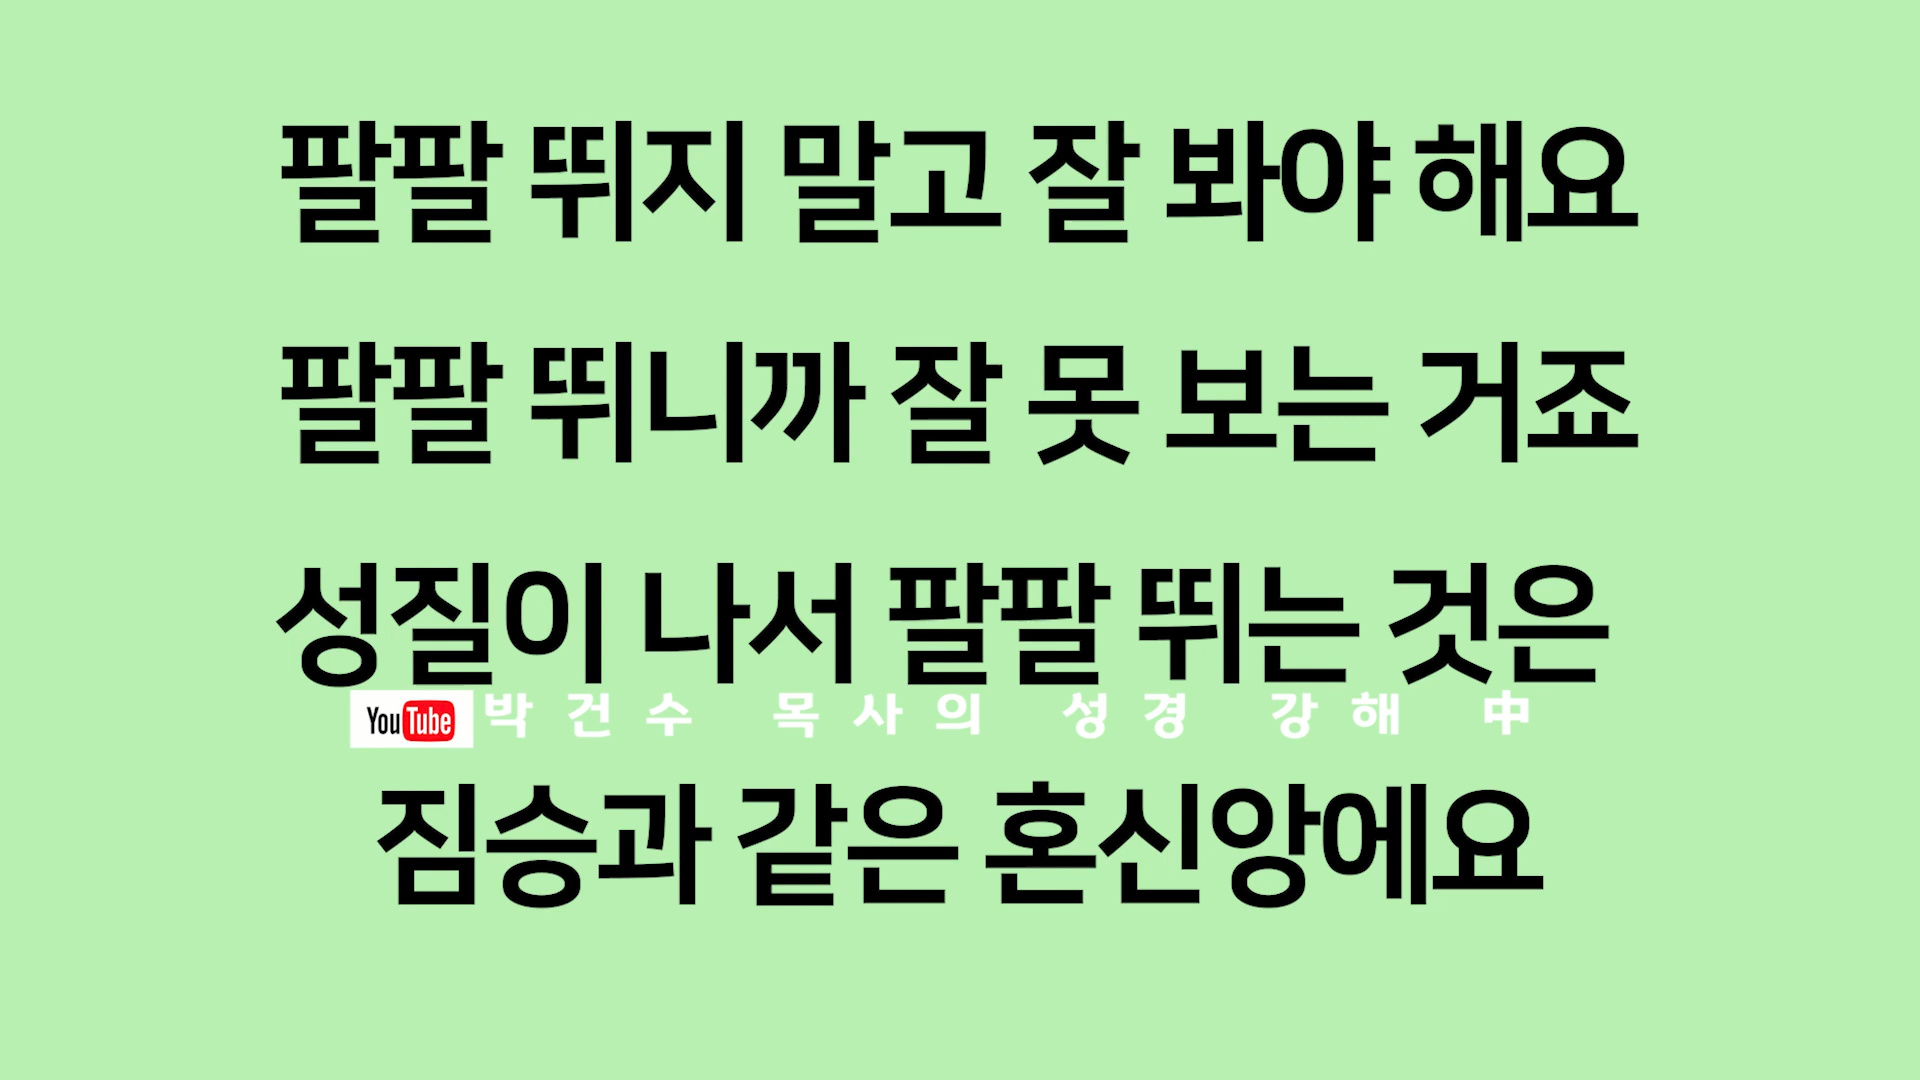 팔팔 뛰지 말고 잘 봐야 해요
팔팔 뛰니까 잘 못 보는 거죠
성질이 나서 팔팔 뛰는 것은
YouTube 박건수 목사의 성경 강해 中
짐승과 같은 혼신앙에요